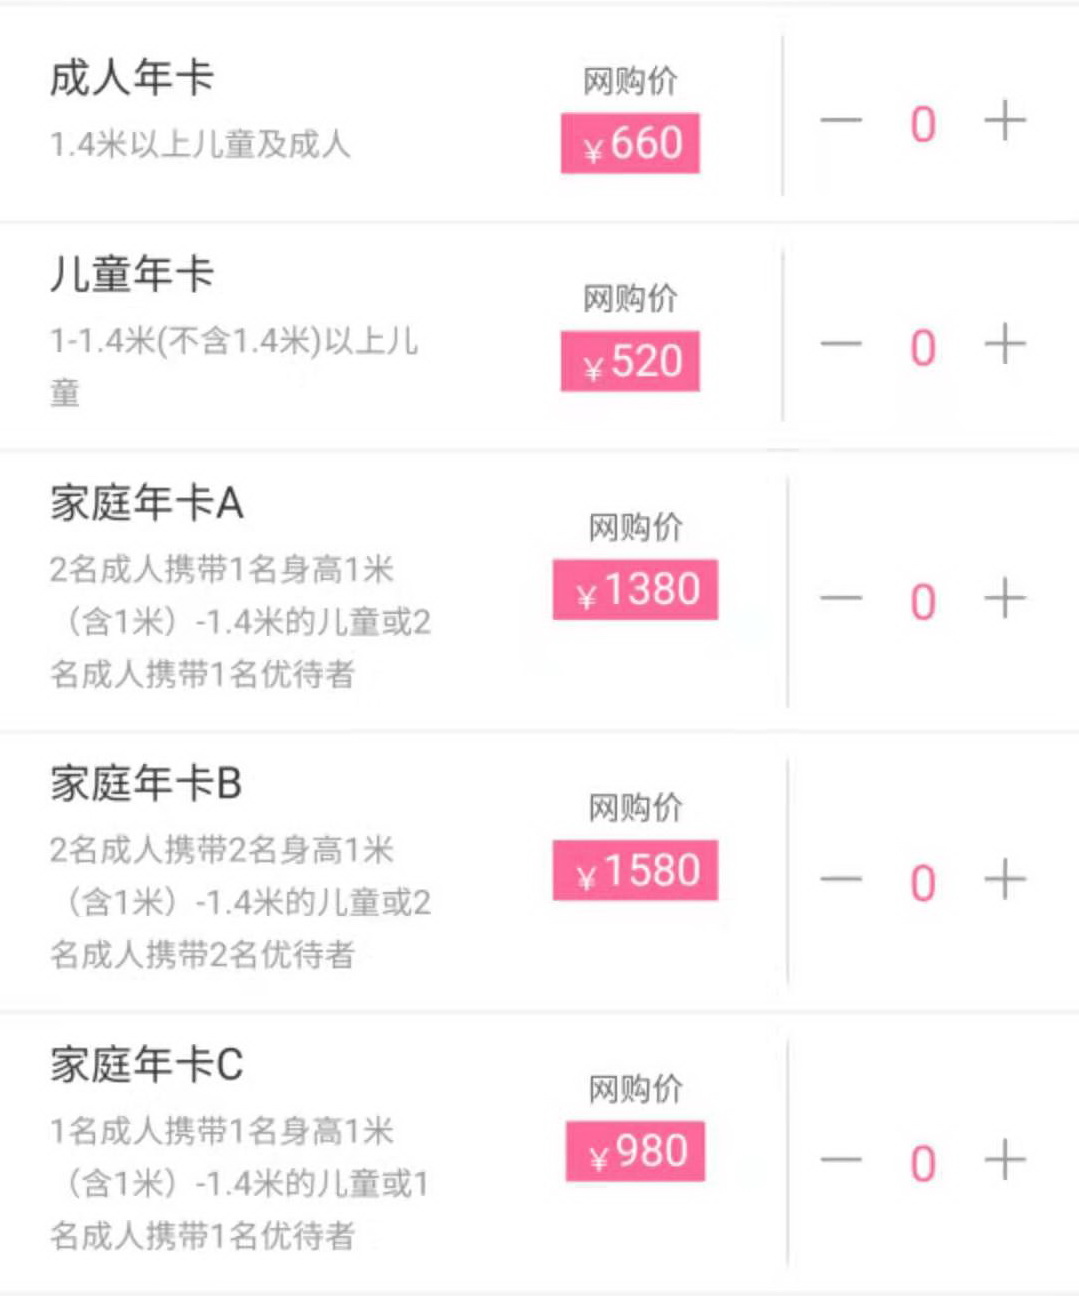 成人年卡
1.4米以上儿童及成人
网购价
¥660
— 0 +
儿童年卡
1-1.4米(不含1.4米)以上儿
童
网购价
¥520
— 0 +
家庭年卡A
2名成人携带1名身高1米
（含1米）-1.4米的儿童或2
名成人携带1名优待者
网购价
¥1380
— 0 +
家庭年卡B
2名成人携带2名身高1米
（含1米）-1.4米的儿童或2
名成人携带2名优待者
网购价
¥1580
— 0 +
家庭年卡C
1名成人携带1名身高1米
（含1米）-1.4米的儿童或1
名成人携带1名优待者
网购价
¥980
— 0 +